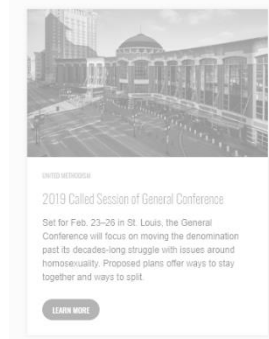 UNITED METHODISM
2019 Called Session of General Conference
Set for Feb. 23–26 in St. Louis, the General
Conference will focus on moving the denomination
past its decades-long struggle with issues around
homosexuality. Proposed plans offer ways to stay
together and ways to split.
LEARN MORE